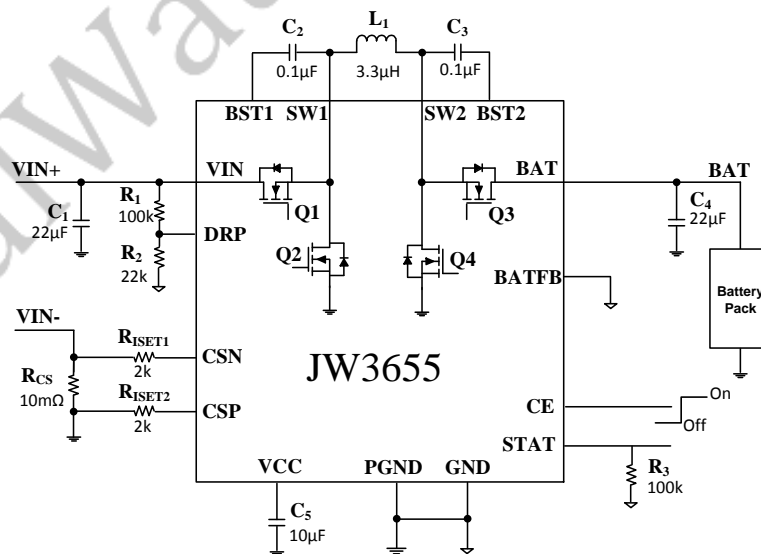 C2
0.1µF
L1
3.3µH
C3
0.1µF
BST1
SW1
SW2
BST2
VIN+
VIN
BAT
BAT
R1
100k
C1
22µF
Q1
Q3
C4
22µF
DRP
R2
22k
Q2
Q4
BATFB
Battery
Pack
VIN-
RISET1
2k
CSN
JW3655
RCS
10mΩ
RISET2
2k
CSP
CE
On
Off
STAT
R3
100k
VCC
PGND
GND
C5
10µF